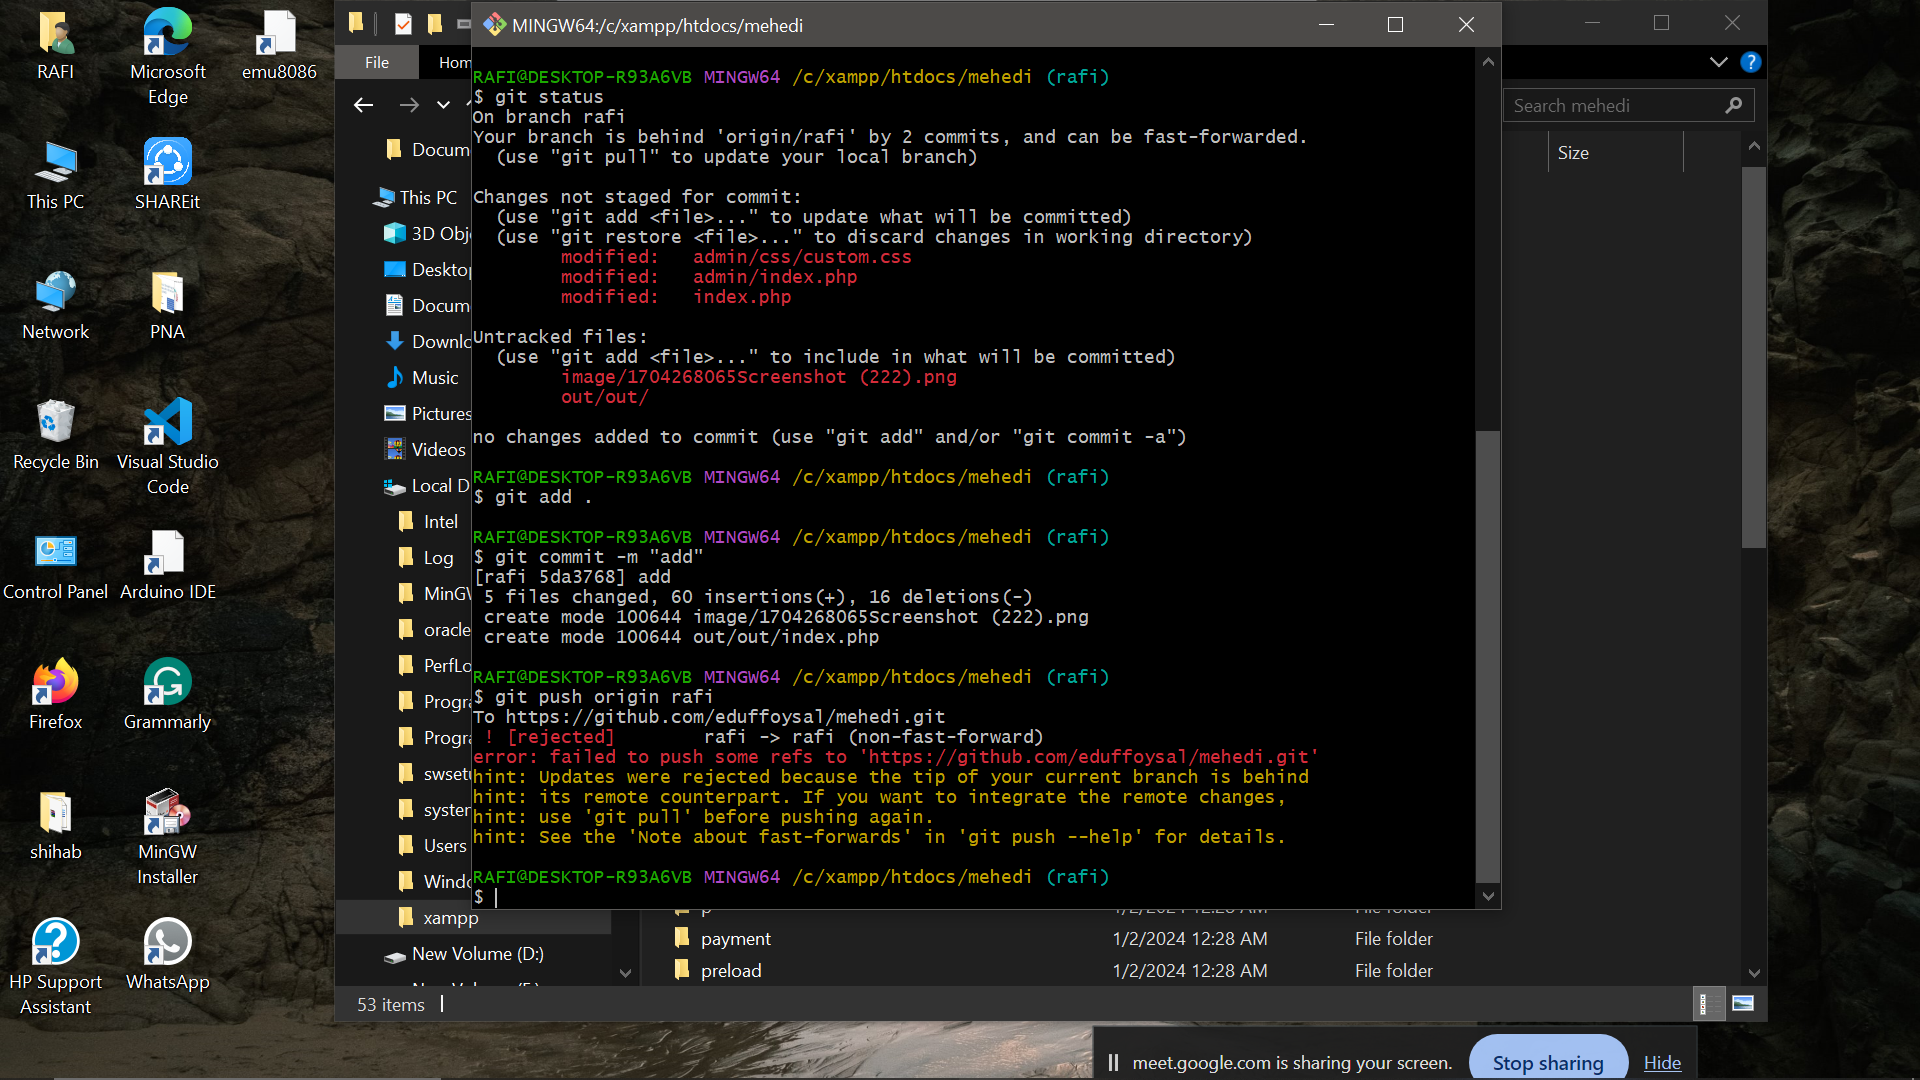 RAFI
Microsoft Edge
emu8086
This PC
SHAREit
Network
PNA
Recycle Bin
Visual Studio Code
Control Panel
Arduino IDE
Firefox
Grammarly
shihab
MinGW Installer
HP Support Assistant
WhatsApp
File
Hom
Search mehedi
Size
Docum
This PC
3D Obj
Desktop
Docum
Downlo
Music
Pictures
Videos
Local D
Intel
Log
MinGW
oracle
PerfLo
Progra
Progra
swsetu
system
Users
Windo
xampp
New Volume (D:)
MINGW64:/c/xampp/htdocs/mehedi
RAFI@DESKTOP-R93A6VB MINGW64 /c/xampp/htdocs/mehedi (rafi)
$ git status
On branch rafi
Your branch is behind 'origin/rafi' by 2 commits, and can be fast-forwarded.
(use "git pull" to update your local branch)
Changes not staged for commit:
(use "git add <file>..." to update what will be committed)
(use "git restore <file>..." to discard changes in working directory)
modified: admin/css/custom.css
modified: admin/index.php
modified: index.php
Untracked files:
(use "git add <file>..." to include in what will be committed)
image/1704268065Screenshot (222).png
out/out/
no changes added to commit (use "git add" and/or "git commit -a")
RAFI@DESKTOP-R93A6VB MINGW64 /c/xampp/htdocs/mehedi (rafi)
$ git add .
RAFI@DESKTOP-R93A6VB MINGW64 /c/xampp/htdocs/mehedi (rafi)
$ git commit -m "add"
[rafi 5da3768] add
5 files changed, 60 insertions(+), 16 deletions(-)
create mode 100644 image/1704268065Screenshot (222).png
create mode 100644 out/out/index.php
RAFI@DESKTOP-R93A6VB MINGW64 /c/xampp/htdocs/mehedi (rafi)
$ git push origin rafi
To https://github.com/eduffoysal/mehedi.git
! [rejected] rafi -> rafi (non-fast-forward)
error: failed to push some refs to 'https://github.com/eduffoysal/mehedi.git'
hint: Updates were rejected because the tip of your current branch is behind
hint: its remote counterpart. If you want to integrate the remote changes,
hint: use 'git pull' before pushing again.
hint: See the 'Note about fast-forwards' in 'git push --help' for details.
RAFI@DESKTOP-R93A6VB MINGW64 /c/xampp/htdocs/mehedi (rafi)
$
payment 1/2/2024 12:28 AM File folder
preload 1/2/2024 12:28 AM File folder
53 items
meet.google.com is sharing your screen.
Stop sharing
Hide